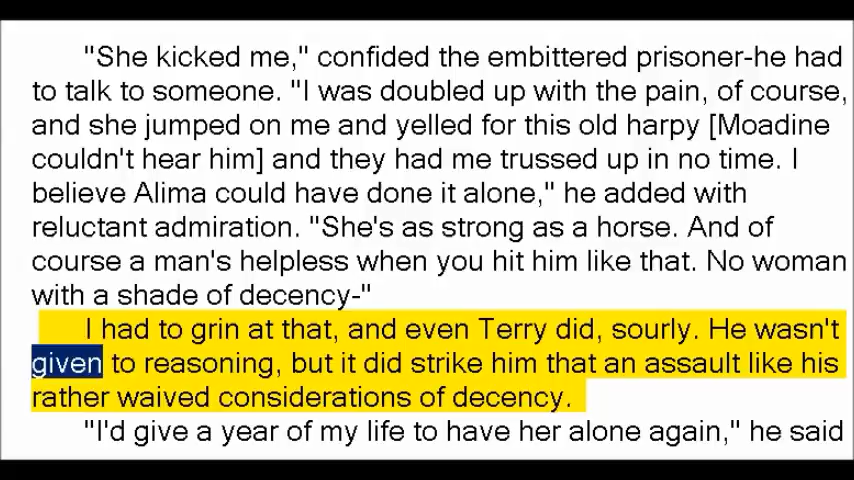 "She kicked me," confided the embittered prisoner-he had
to talk to someone. "I was doubled up with the pain, of course,
and she jumped on me and yelled for this old harpy [Moadine
couldn't hear him] and they had me trussed up in no time. I
believe Alima could have done it alone," he added with
reluctant admiration. "She's as strong as a horse. And of
course a man's helpless when you hit him like that. No woman
with a shade of decency-"
I had to grin at that, and even Terry did, sourly. He wasn't
given to reasoning, but it did strike him that an assault like his
rather waived considerations of decency.
"I'd give a year of my life to have her alone again," he said